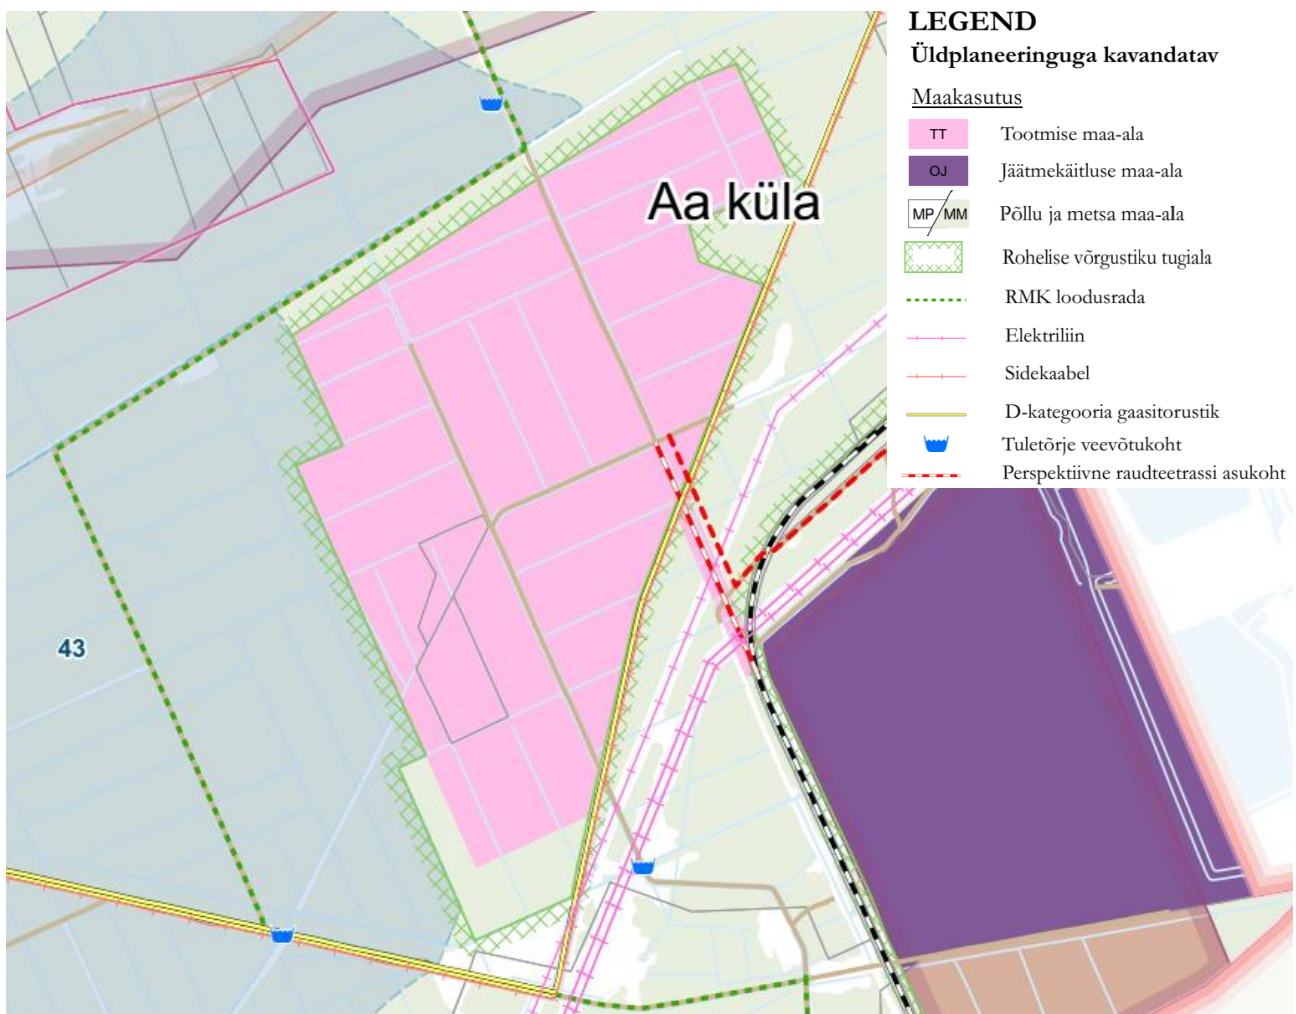 LEGEND
Üldplaneeringuga kavandatav
Maakasutus
TT Tootmise maa-ala
OJ Jäätmekäitluse maa-ala
MP/MM Põllu ja metsa maa-ala
Rohelise võrgustiku tugiala
RMK loodusrada
Elektriliin
Sidekaabel
D-kategooria gaasitorustik
Tuletõrje veevõtukoht
Perspektiivne raudteetrassi asukoht
Aa küla
43